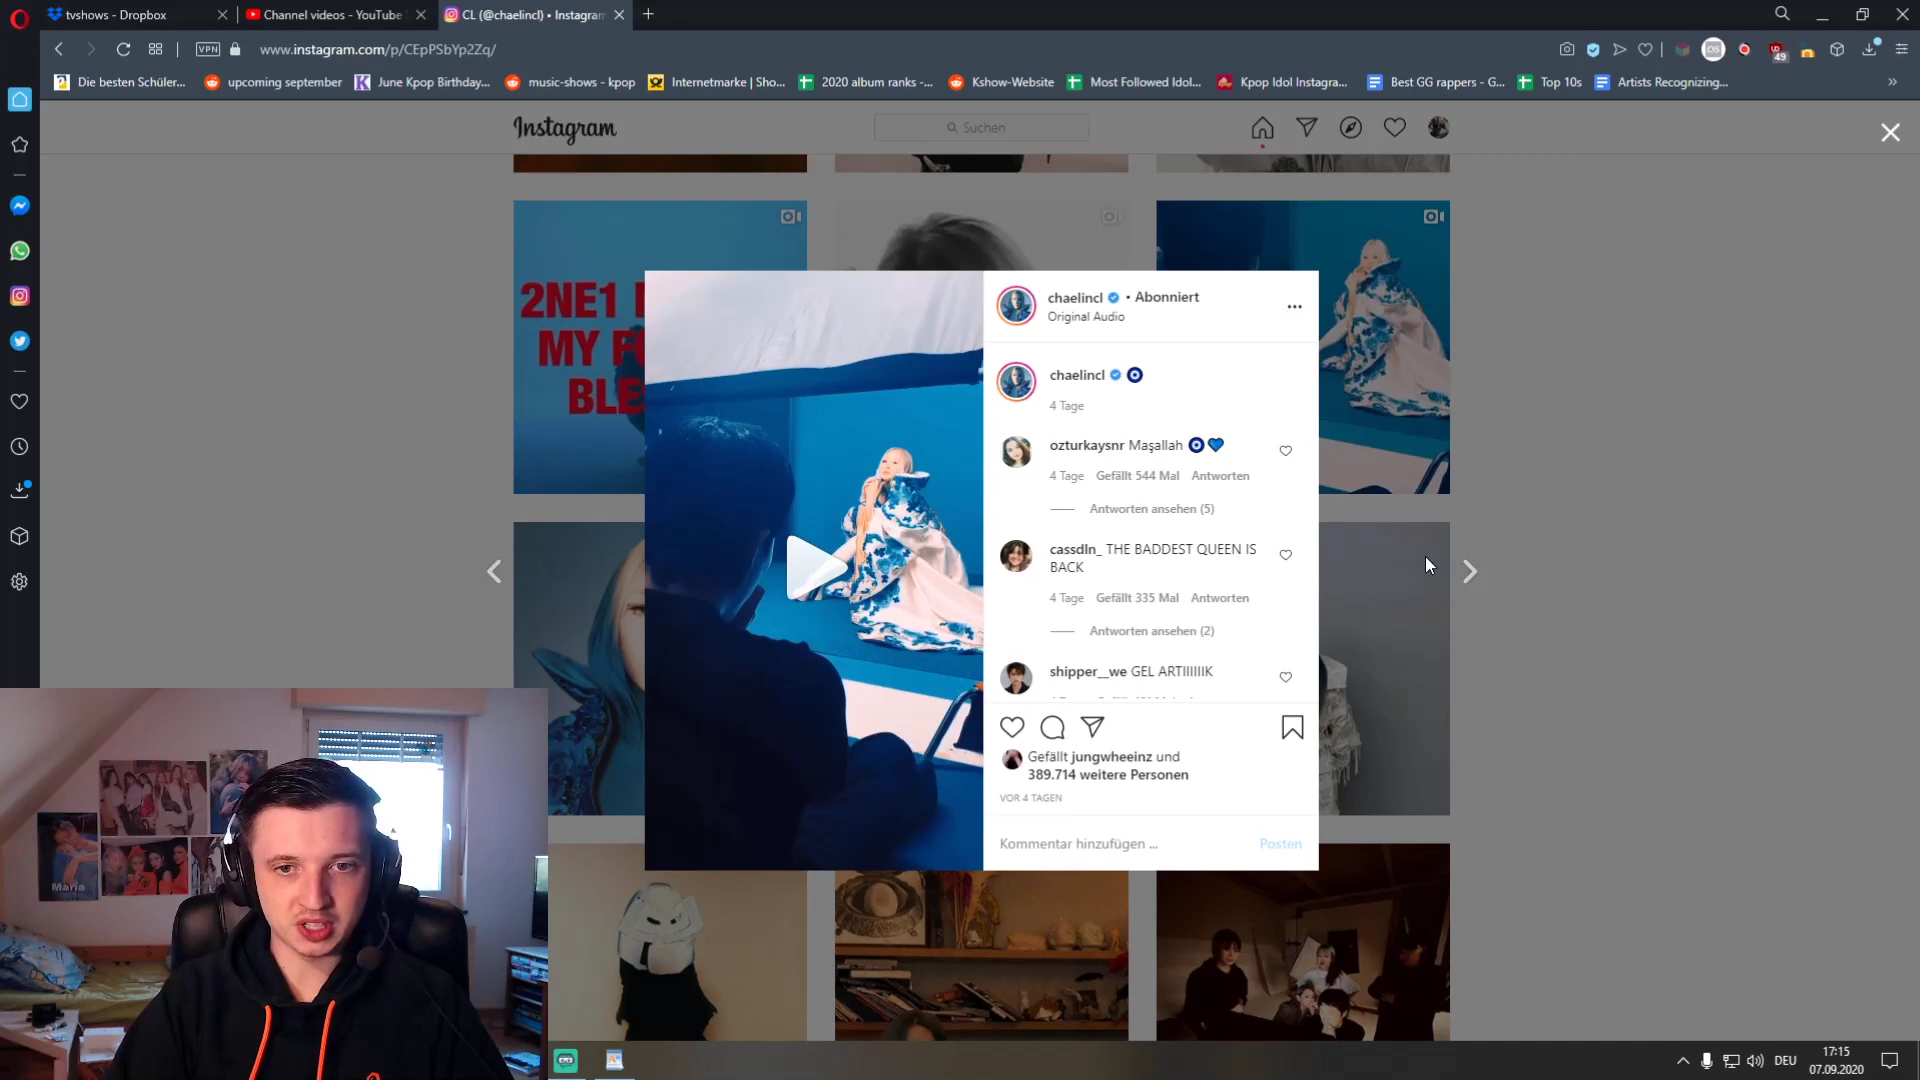 tvshows - Dropbox
Channel videos - YouTube
CL (@chaelincl) • Instagram
VPN
www.instagram.com/p/CEpPSbYp2Zq/
49
Die besten Schüler...
upcoming september
June Kpop Birthday...
music-shows - kpop
Internetmarke | Sho...
2020 album ranks -...
Kshow-Website
Most Followed Idol...
Kpop Idol Instagra...
Best GG rappers - G...
Top 10s
Artists Recognizing...
Instagram
Suchen
2NE1
MY
BLE
chaelincl • Abonniert
Original Audio
chaelincl 🧿
4 Tage
ozturkaysnr Maşallah 🧿💙
4 Tage Gefällt 544 Mal Antworten
Antworten ansehen (5)
cassdln_ THE BADDEST QUEEN IS
BACK
4 Tage Gefällt 335 Mal Antworten
Antworten ansehen (2)
shipper__we GEL ARTIIIIIIK
Gefällt jungwheeinz und
389.714 weitere Personen
VOR 4 TAGEN
Kommentar hinzufügen ...
Posten
Maria
DEU
17:15
07.09.2020